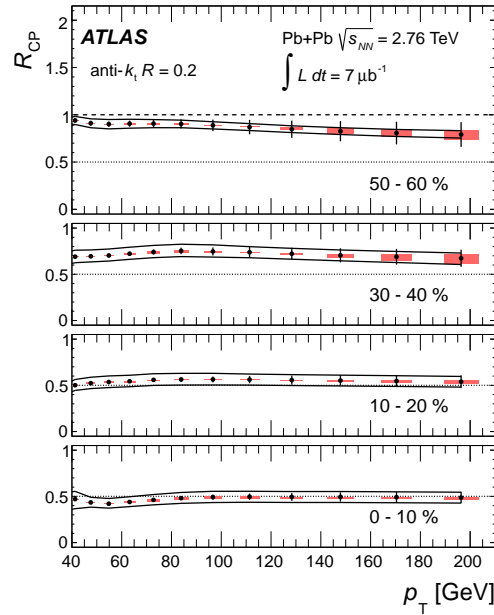 R_CP
ATLAS
Pb+Pb √s_NN = 2.76 TeV
anti-k_t R = 0.2
∫ L dt = 7 μb⁻¹
2
1.5
1
0.5
0
50 - 60 %
1
0.5
0
30 - 40 %
1
0.5
0
10 - 20 %
1
0.5
0
0 - 10 %
40 60 80 100 120 140 160 180 200
p_T [GeV]